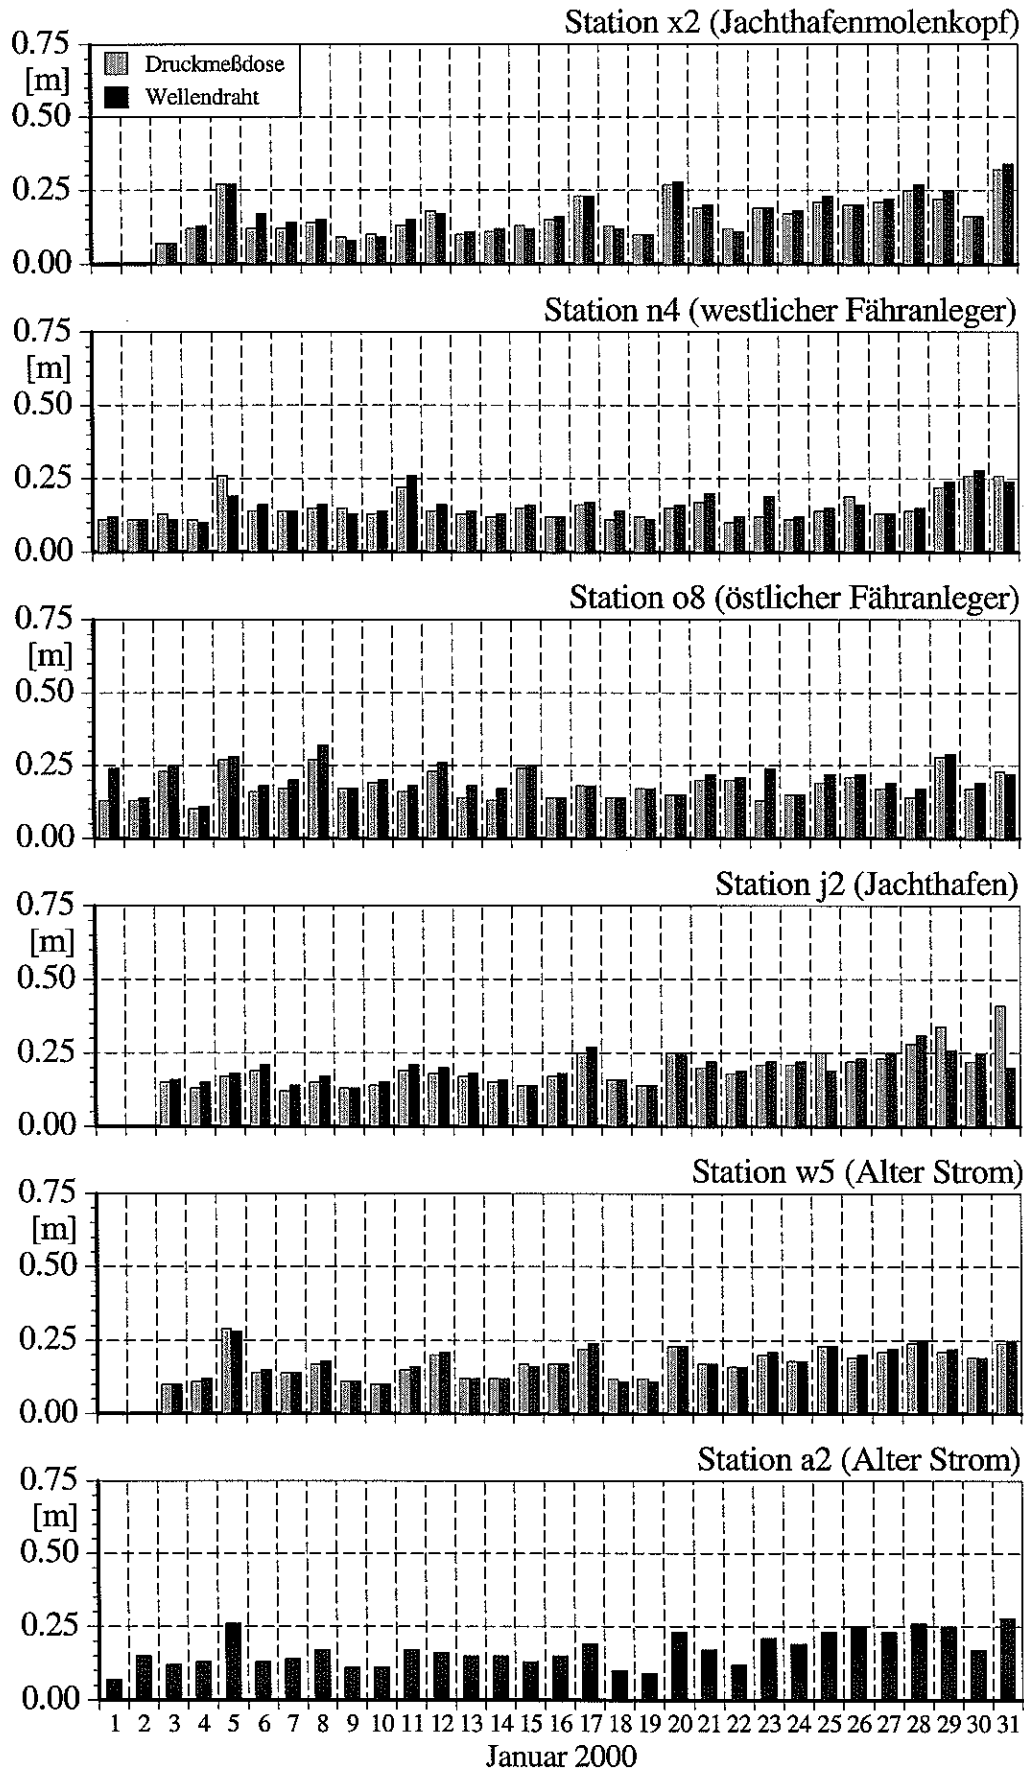 Station x2 (Jachthafenmolenkopf)
0.75
[m]
0.50
0.25
0.00
Druckmeßdose
Wellendraht
Station n4 (westlicher Fähranleger)
0.75
[m]
0.50
0.25
0.00
Station o8 (östlicher Fähranleger)
0.75
[m]
0.50
0.25
0.00
Station j2 (Jachthafen)
0.75
[m]
0.50
0.25
0.00
Station w5 (Alter Strom)
0.75
[m]
0.50
0.25
0.00
Station a2 (Alter Strom)
0.75
[m]
0.50
0.25
0.00
1 2 3 4 5 6 7 8 9 10 11 12 13 14 15 16 17 18 19 20 21 22 23 24 25 26 27 28 29 30 31
Januar 2000